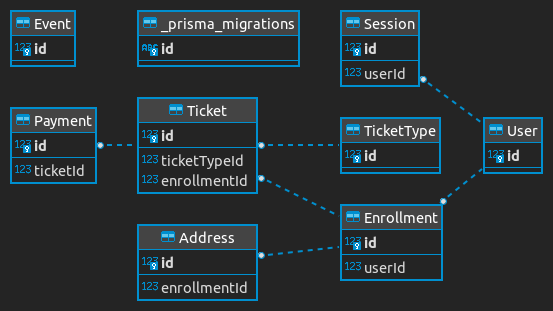 Event
123 id
_prisma_migrations
ABC id
Session
123 id
123 userId
Payment
123 id
123 ticketId
Ticket
123 id
123 ticketTypeId
123 enrollmentId
TicketType
123 id
User
123 id
Address
123 id
123 enrollmentId
Enrollment
123 id
123 userId